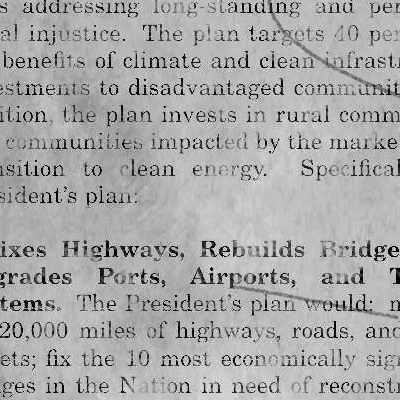 s addressing long-standing and per
al injustice. The plan targets 40 per
benefits of climate and clean infrast
estments to disadvantaged communit
ition, the plan invests in rural comm
communities impacted by the marke
nsition to clean energy. Specifical
sident's plan:
ixes Highways, Rebuilds Bridge
grades Ports, Airports, and T
tems. The President's plan would: m
20,000 miles of highways, roads, and
ets; fix the 10 most economically sig
ges in the Nation in need of reconst